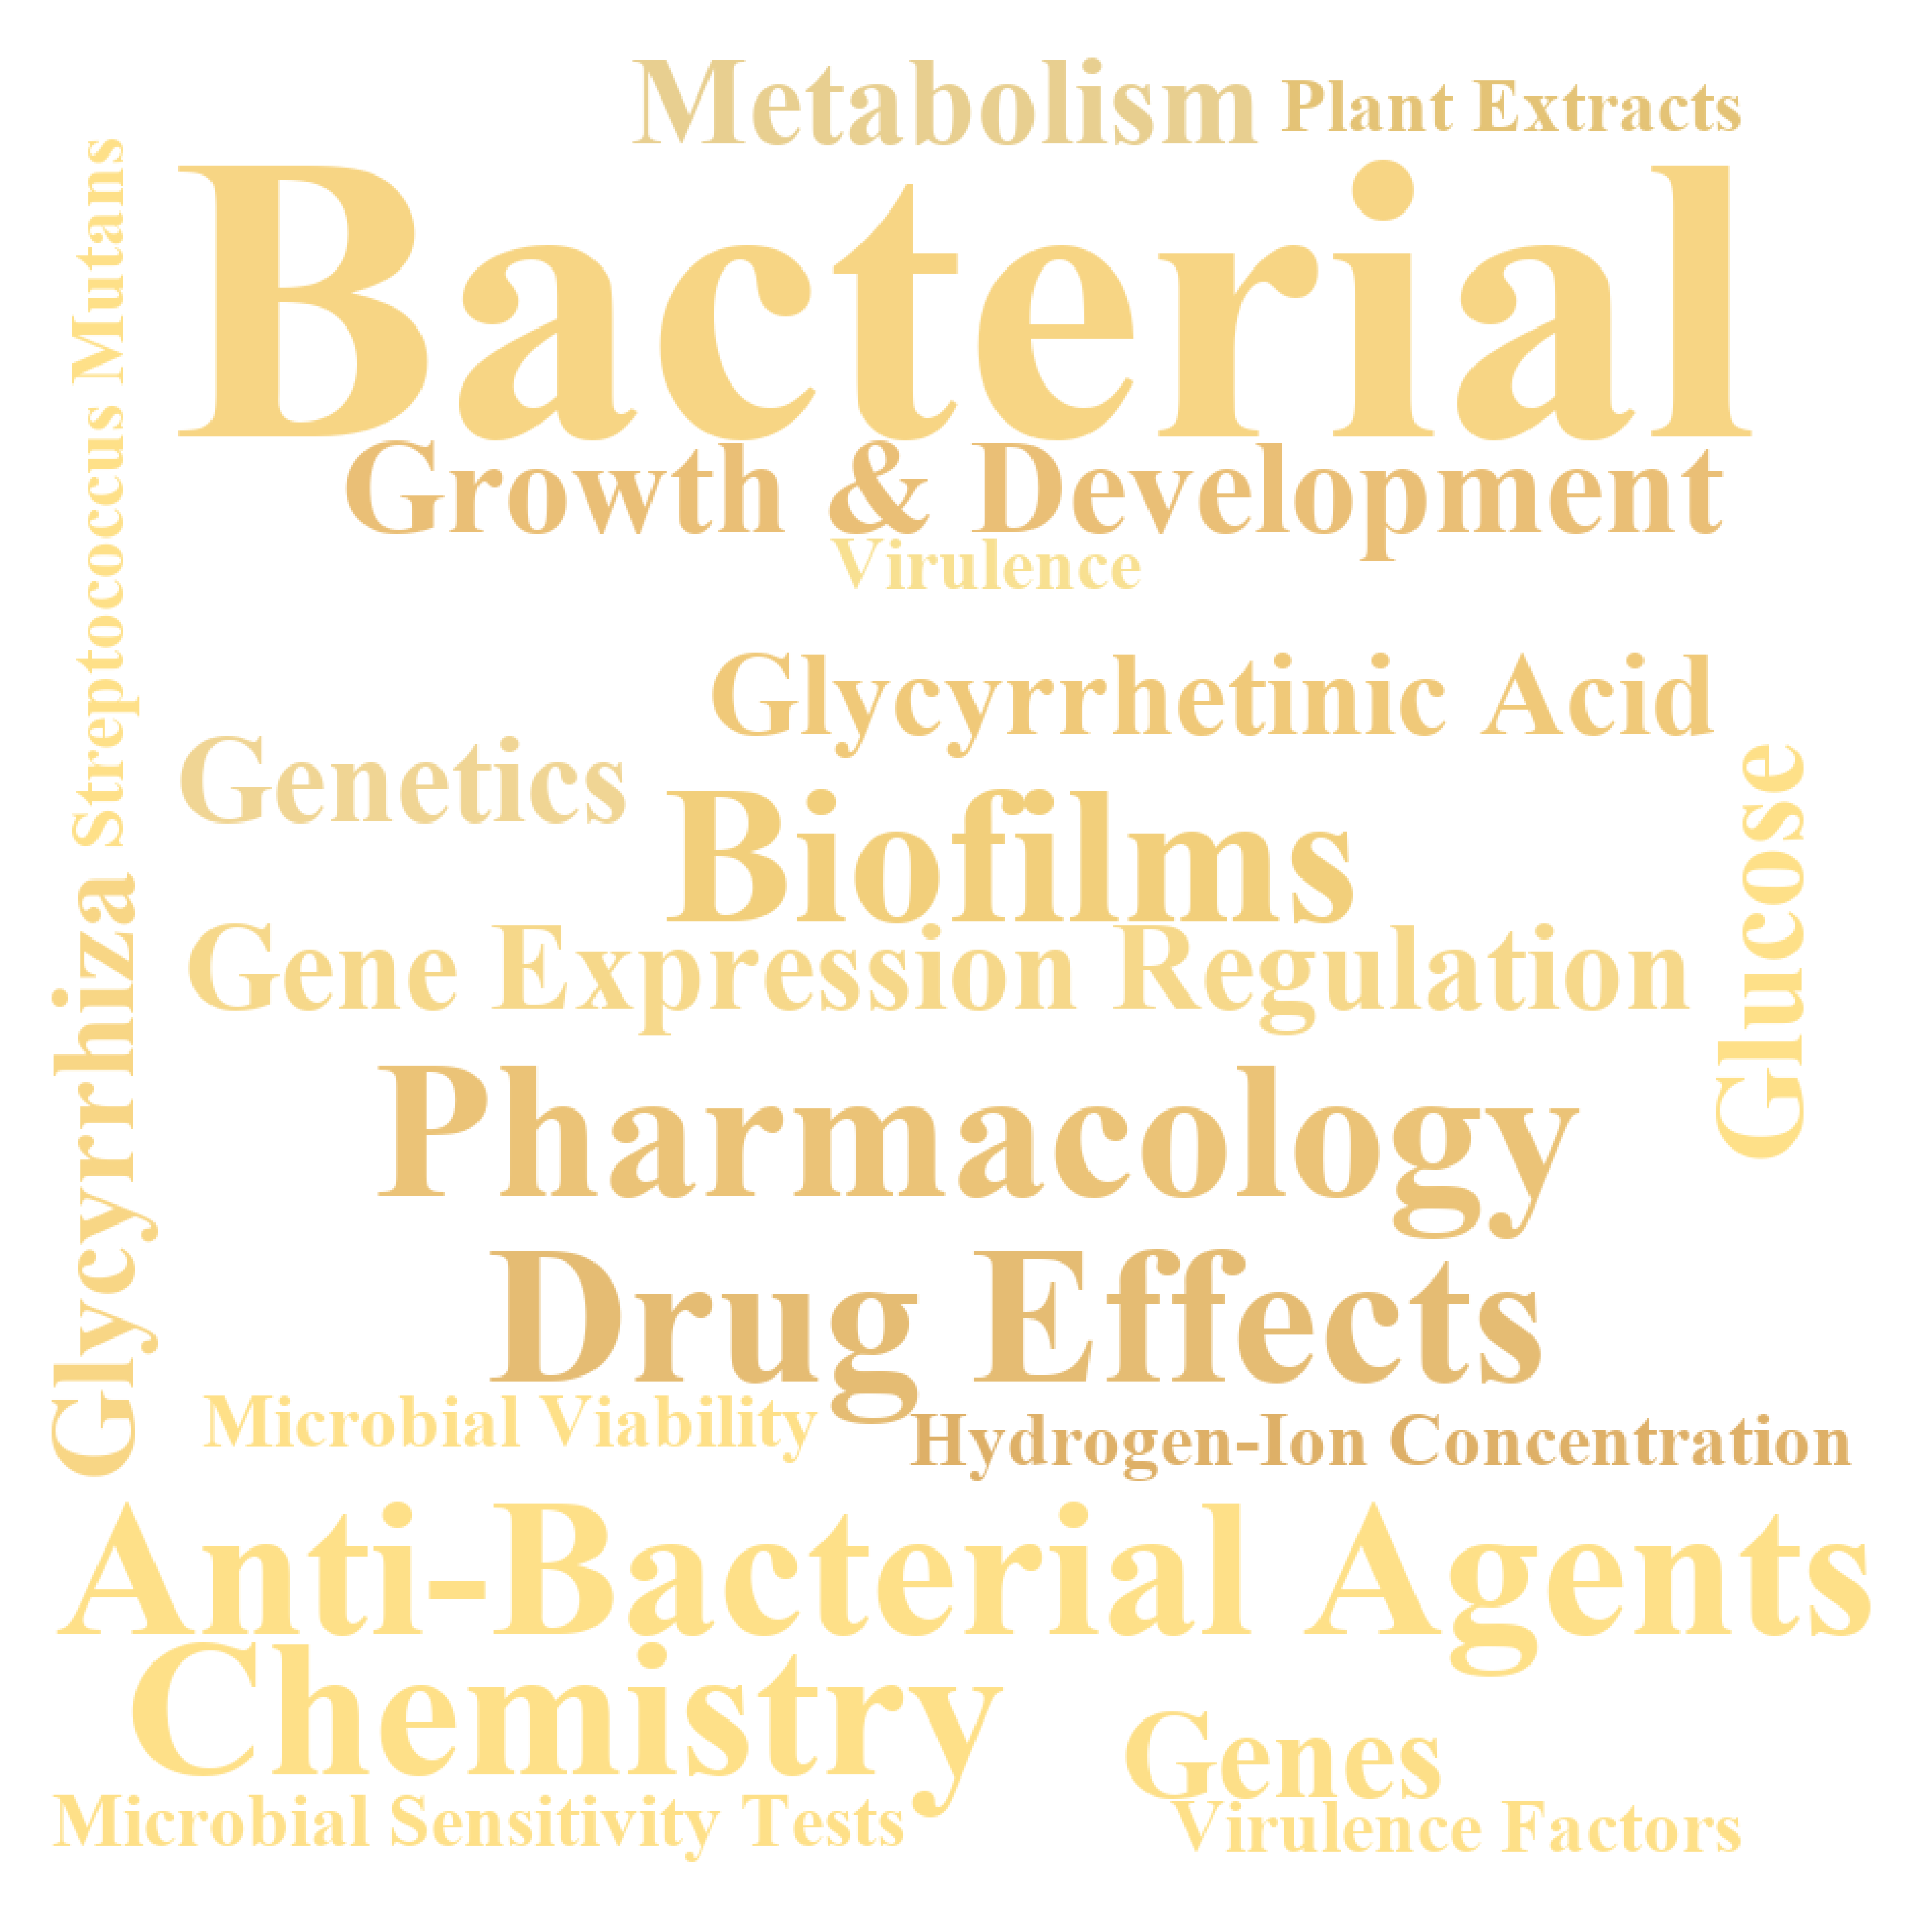 Metabolism
Plant Extracts
Bacterial
Streptococcus Mutans
Growth & Development
Virulence
Glycyrrhetinic Acid
Genetics
Biofilms
Glucose
Gene Expression Regulation
Glycyrrhiza
Pharmacology
Drug Effects
Microbial Viability
Hydrogen-Ion Concentration
Anti-Bacterial Agents
Chemistry
Genes
Microbial Sensitivity Tests
Virulence Factors